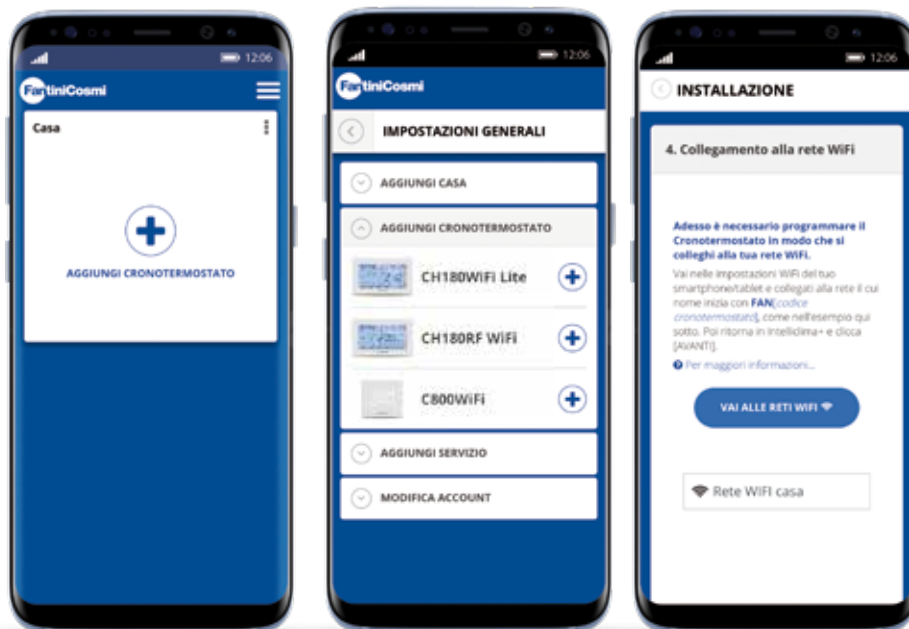 12:06
FantiniCosmi
Casa
AGGIUNGI CRONOTERMOSTATO
12:06
FantiniCosmi
IMPOSTAZIONI GENERALI
AGGIUNGI CASA
AGGIUNGI CRONOTERMOSTATO
CH180WiFi Lite
CH180RF WiFi
C800WiFi
AGGIUNGI SERVIZIO
MODIFICA ACCOUNT
12:06
INSTALLAZIONE
4. Collegamento alla rete WiFi
Adesso è necessario programmare il
Cronotermostato in modo che si
colleghi alla tua rete WiFi.
Vai nelle impostazioni WiFi del tuo
smartphone/tablet e collegati alla rete il cui
nome inizia con FAN[codice
cronotermostato], come nell'esempio qui
sotto. Poi ritorna in Intelliclima+ e clicca
[AVANTI].
Per maggiori informazioni...
VAI ALLE RETI WIFI
Rete WIFI casa